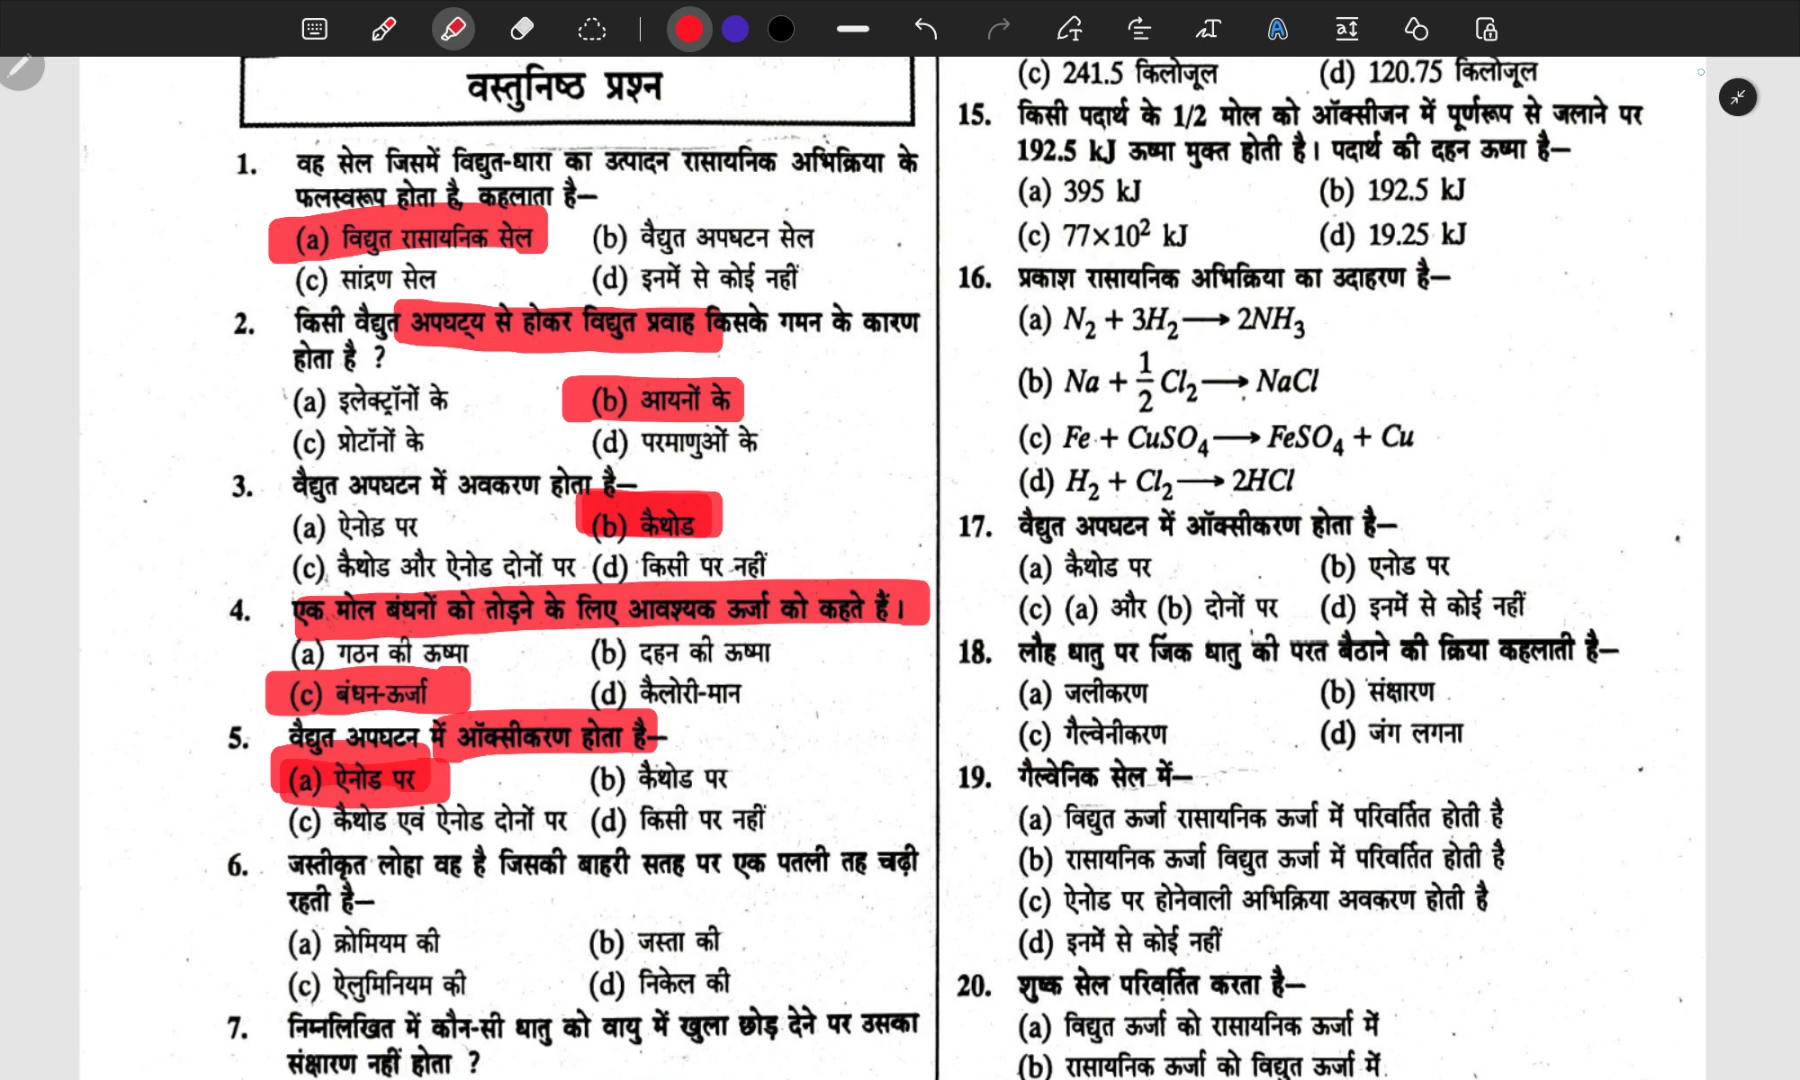 वस्तुनिष्ठ प्रश्न
1. वह सेल जिसमें विद्युत-धारा का उत्पादन रासायनिक अभिक्रिया के
फलस्वरूप होता है, कहलाता है—
(a) विद्युत रासायनिक सेल (b) वैद्युत अपघटन सेल
(c) सांद्रण सेल (d) इनमें से कोई नहीं
2. किसी वैद्युत अपघट्य से होकर विद्युत प्रवाह किसके गमन के कारण
होता है ?
(a) इलेक्ट्रॉनों के (b) आयनों के
(c) प्रोटॉनों के (d) परमाणुओं के
3. वैद्युत अपघटन में अवकरण होता है—
(a) ऐनोड पर (b) कैथोड
(c) कैथोड और ऐनोड दोनों पर (d) किसी पर नहीं
4. एक मोल बंधनों को तोड़ने के लिए आवश्यक ऊर्जा को कहते हैं।
(a) गठन की ऊष्मा (b) दहन की ऊष्मा
(c) बंधन-ऊर्जा (d) कैलोरी-मान
5. वैद्युत अपघटन में ऑक्सीकरण होता है—
(a) ऐनोड पर (b) कैथोड पर
(c) कैथोड एवं ऐनोड दोनों पर (d) किसी पर नहीं
6. जस्तीकृत लोहा वह है जिसकी बाहरी सतह पर एक पतली तह चढ़ी
रहती है—
(a) क्रोमियम की (b) जस्ता की
(c) ऐलुमिनियम की (d) निकेल की
7. निम्नलिखित में कौन-सी धातु को वायु में खुला छोड़ देने पर उसका
संक्षारण नहीं होता ?
(c) 241.5 किलोजूल (d) 120.75 किलोजूल
15. किसी पदार्थ के 1/2 मोल को ऑक्सीजन में पूर्णरूप से जलाने पर
192.5 kJ ऊष्मा मुक्त होती है। पदार्थ की दहन ऊष्मा है—
(a) 395 kJ (b) 192.5 kJ
(c) 77×10² kJ (d) 19.25 kJ
16. प्रकाश रासायनिक अभिक्रिया का उदाहरण है—
(a) N₂ + 3H₂ ⟶ 2NH₃
(b) Na + 1/2 Cl₂ ⟶ NaCl
(c) Fe + CuSO₄ ⟶ FeSO₄ + Cu
(d) H₂ + Cl₂ ⟶ 2HCl
17. वैद्युत अपघटन में ऑक्सीकरण होता है—
(a) कैथोड पर (b) एनोड पर
(c) (a) और (b) दोनों पर (d) इनमें से कोई नहीं
18. लौह धातु पर जिंक धातु की परत बैठाने की क्रिया कहलाती है—
(a) जलीकरण (b) संक्षारण
(c) गैल्वेनीकरण (d) जंग लगना
19. गैल्वेनिक सेल में—
(a) विद्युत ऊर्जा रासायनिक ऊर्जा में परिवर्तित होती है
(b) रासायनिक ऊर्जा विद्युत ऊर्जा में परिवर्तित होती है
(c) ऐनोड पर होनेवाली अभिक्रिया अवकरण होती है
(d) इनमें से कोई नहीं
20. शुष्क सेल परिवर्तित करता है—
(a) विद्युत ऊर्जा को रासायनिक ऊर्जा में
(b) रासायनिक ऊर्जा को विद्युत ऊर्जा में